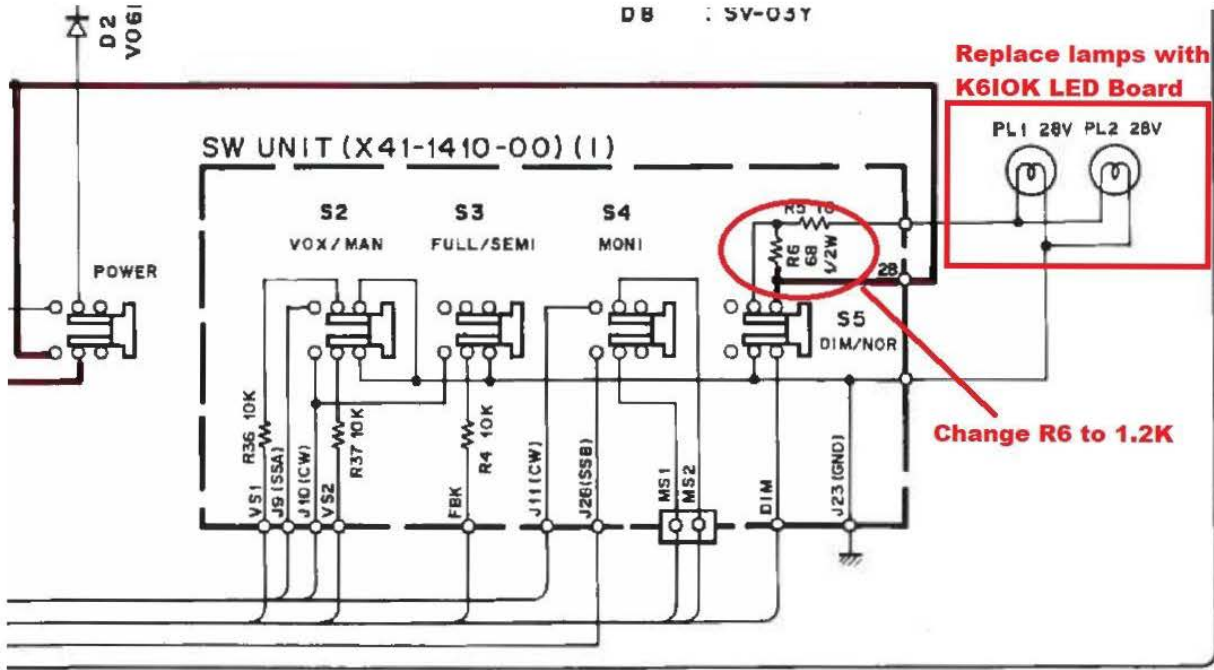 D8 : SV-03Y
D2
V06
Replace lamps with
K6IOK LED Board
PL1 28V PL2 28V
SW UNIT (X41-1410-00) (1)
S2
VOX/MAN
S3
FULL/SEMI
S4
MONI
R5 10
R6
68
1/2W
28
POWER
S5
DIM/NOR
Change R6 to 1.2K
R36 10K
R37 10K
R4 10K
VS1
J9 (SSA)
J10 (CW)
VS2
FBK
J11 (CW)
J26 (SSB)
MS1
MS2
DIM
J23 (GND)